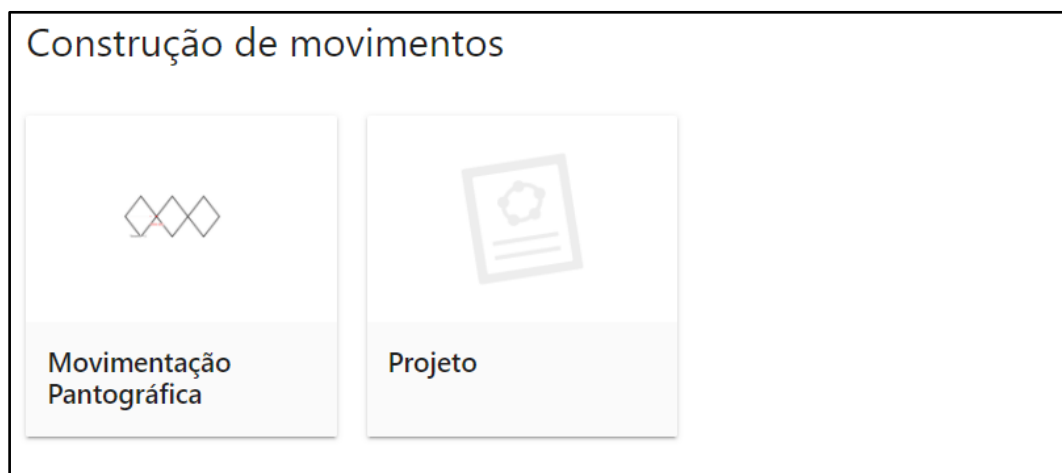 Construção de movimentos
Movimentação
Pantográfica
Projeto